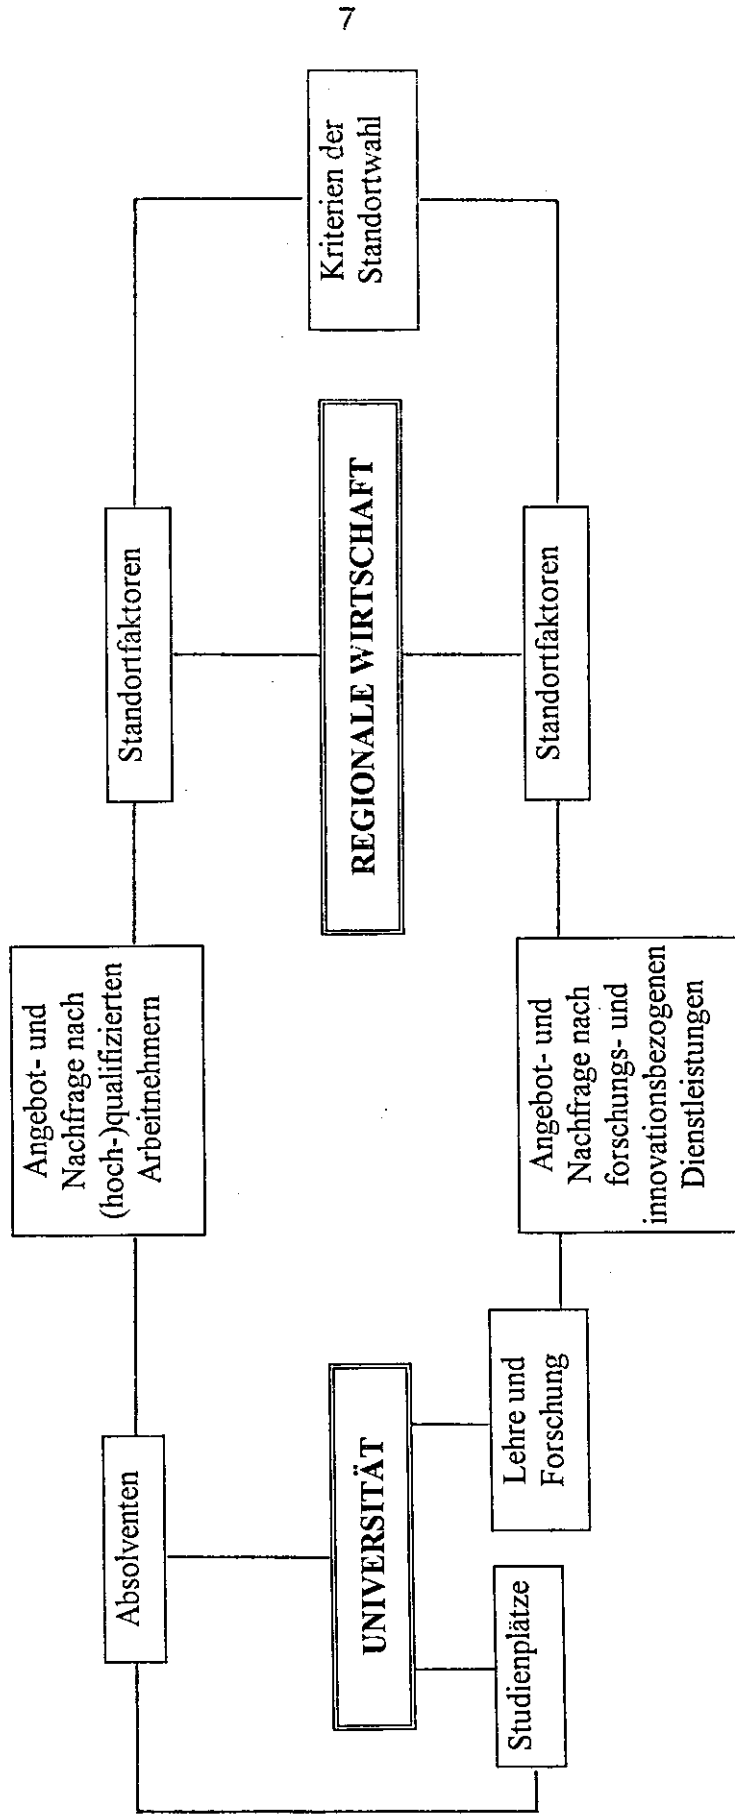 7
Absolventen
Angebot- und
Nachfrage nach
(hoch-)qualifizierten
Arbeitnehmern
Standortfaktoren
UNIVERSITÄT
REGIONALE WIRTSCHAFT
Kriterien der
Standortwahl
Studienplätze
Lehre und
Forschung
Angebot- und
Nachfrage nach
forschungs- und
innovationsbezogenen
Dienstleistungen
Standortfaktoren